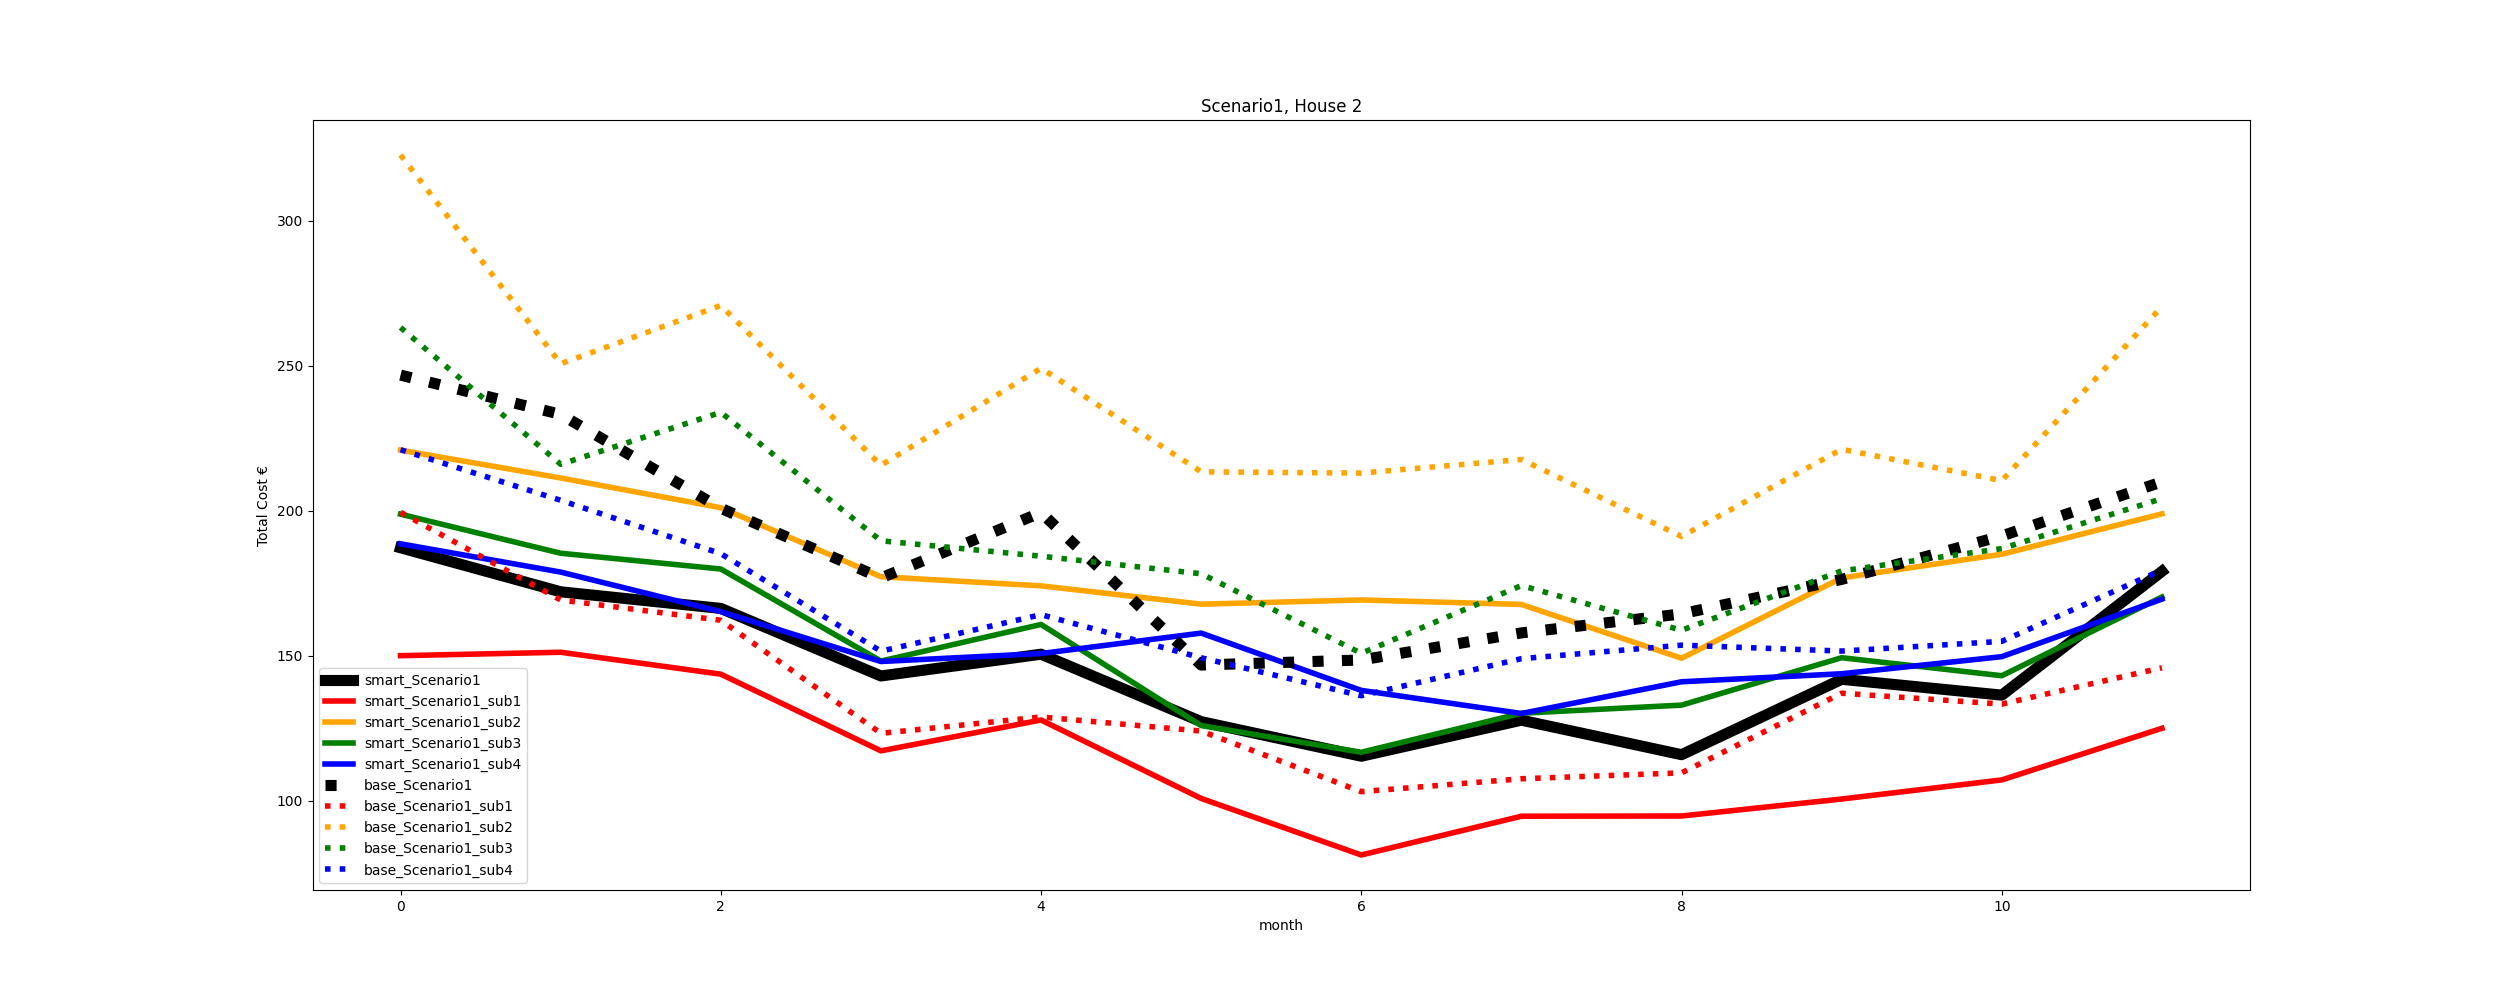 Scenario1, House 2
Total Cost €
300
250
200
150
100
smart_Scenario1
smart_Scenario1_sub1
smart_Scenario1_sub2
smart_Scenario1_sub3
smart_Scenario1_sub4
base_Scenario1
base_Scenario1_sub1
base_Scenario1_sub2
base_Scenario1_sub3
base_Scenario1_sub4
0 2 4 6 8 10
month